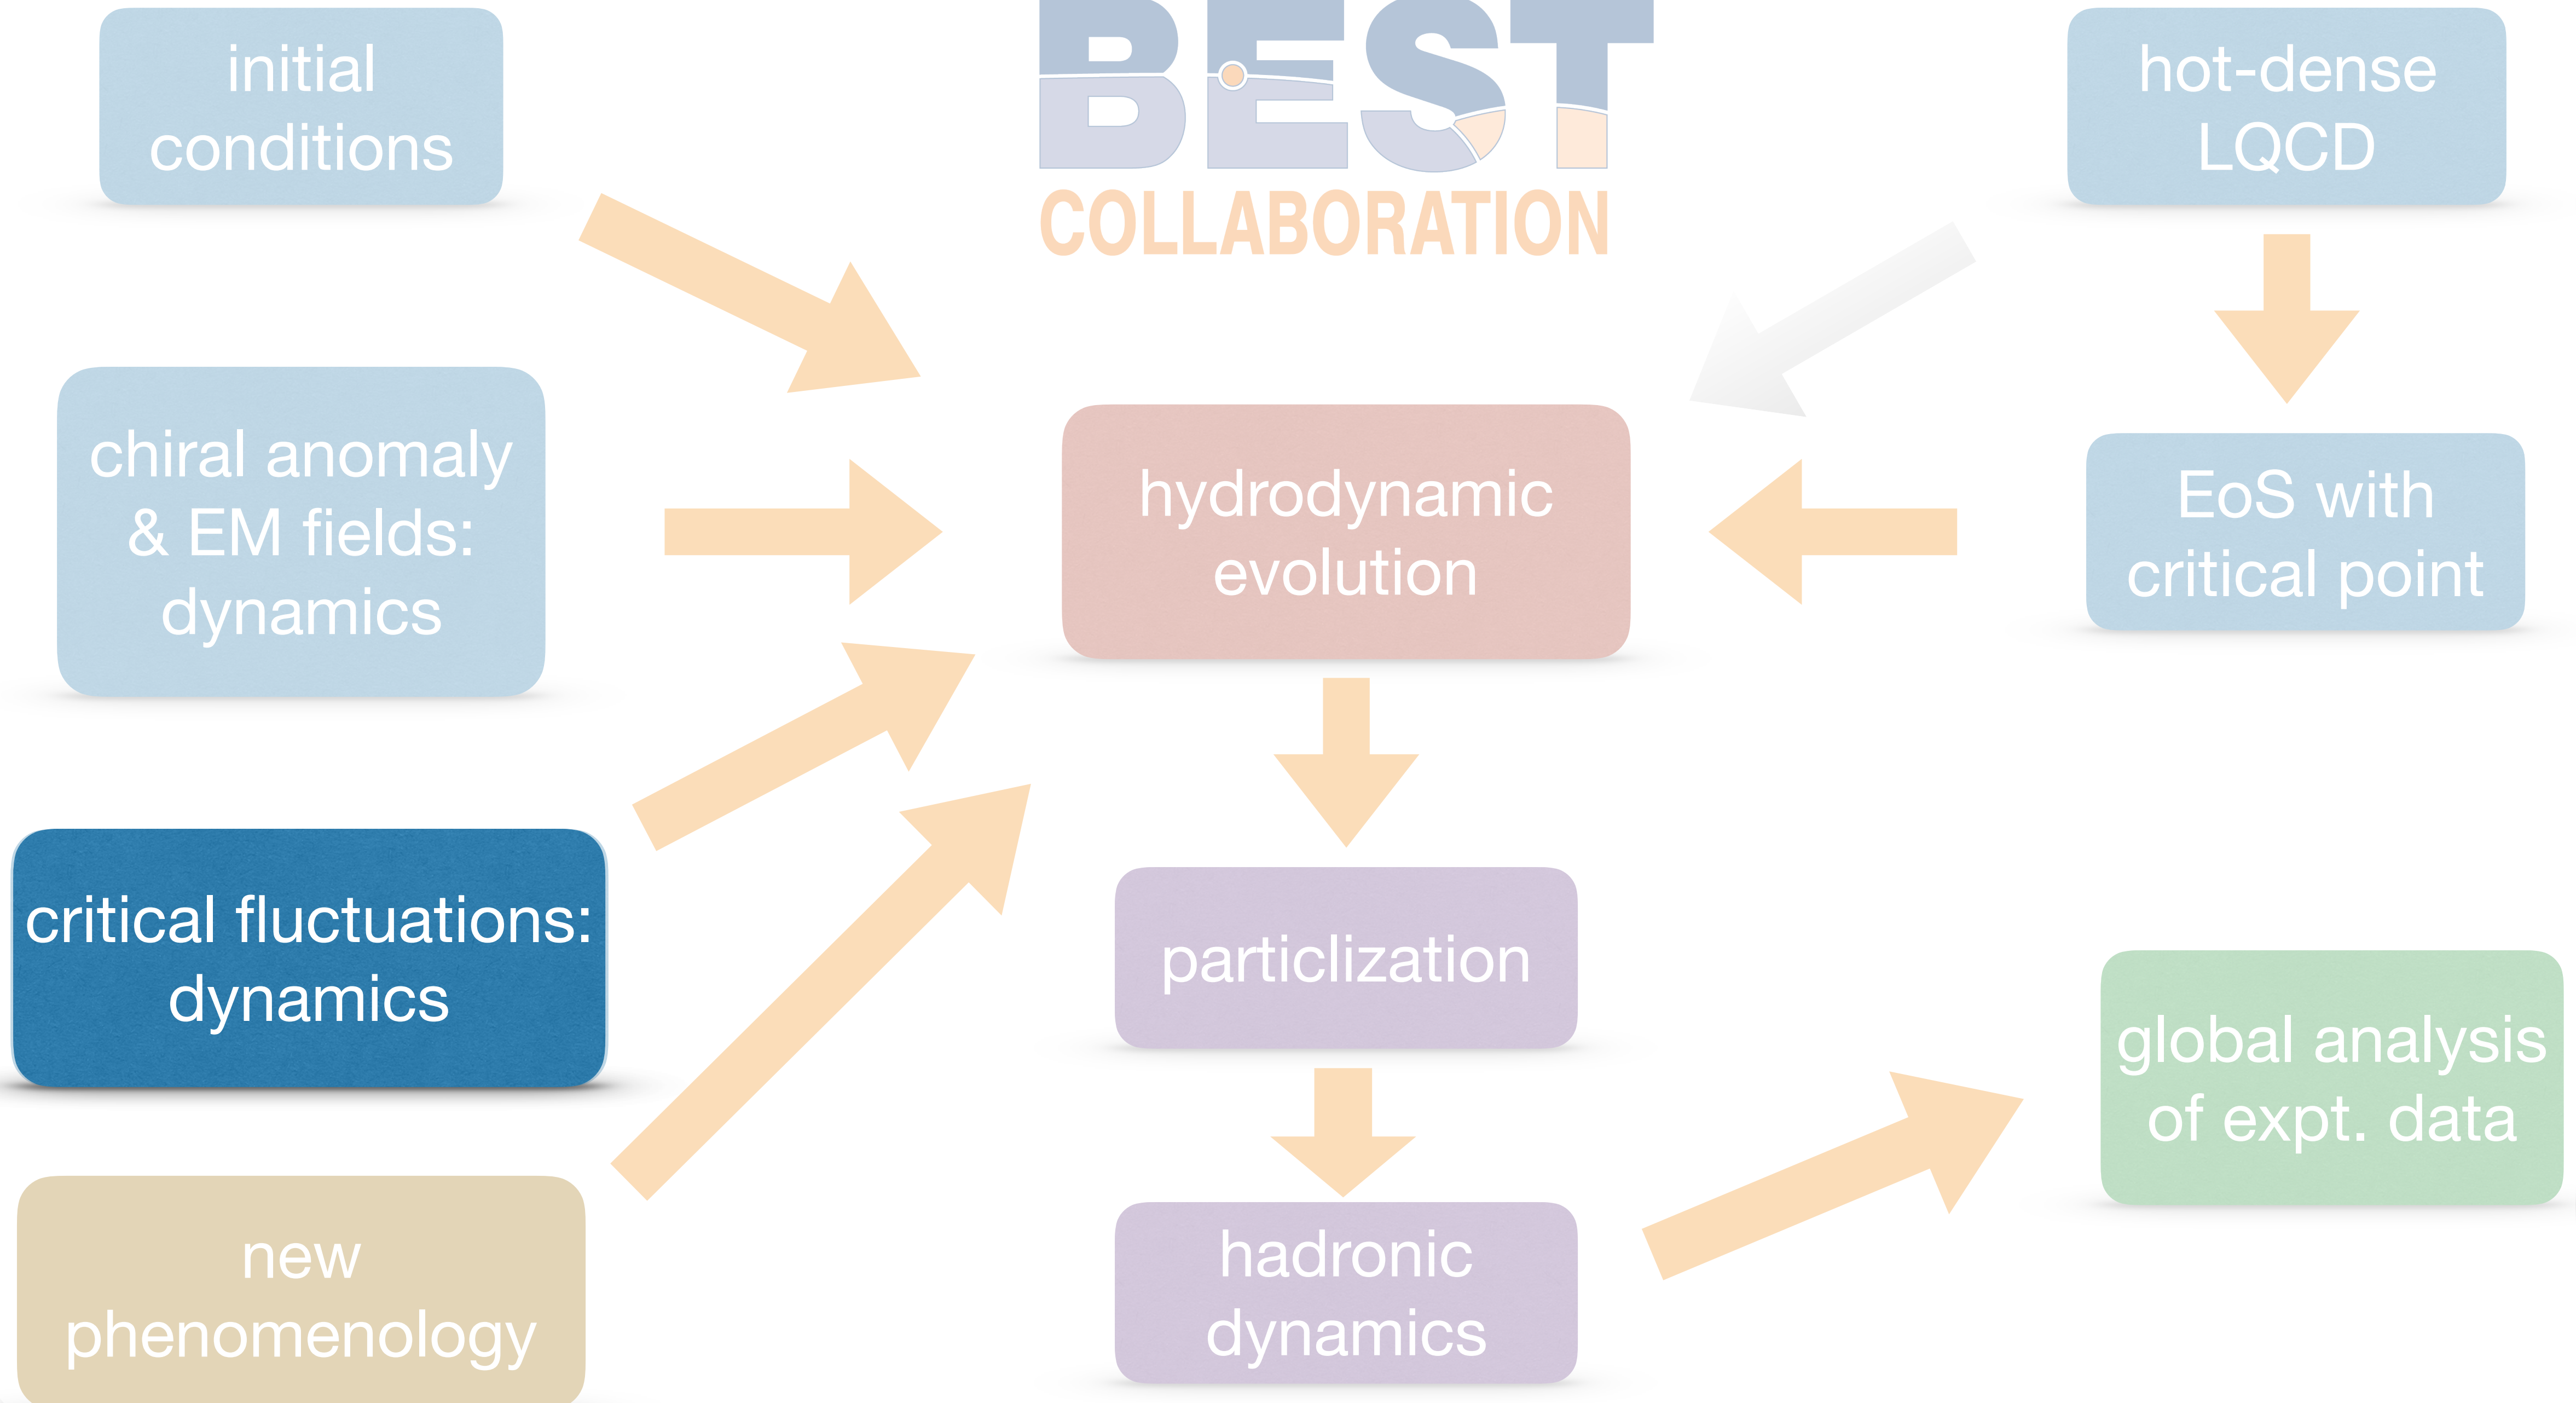 initial
conditions
BEST
COLLABORATION
hot-dense
LQCD
chiral anomaly
& EM fields:
dynamics
hydrodynamic
evolution
EoS with
critical point
critical fluctuations:
dynamics
particlization
global analysis
of expt. data
new
phenomenology
hadronic
dynamics